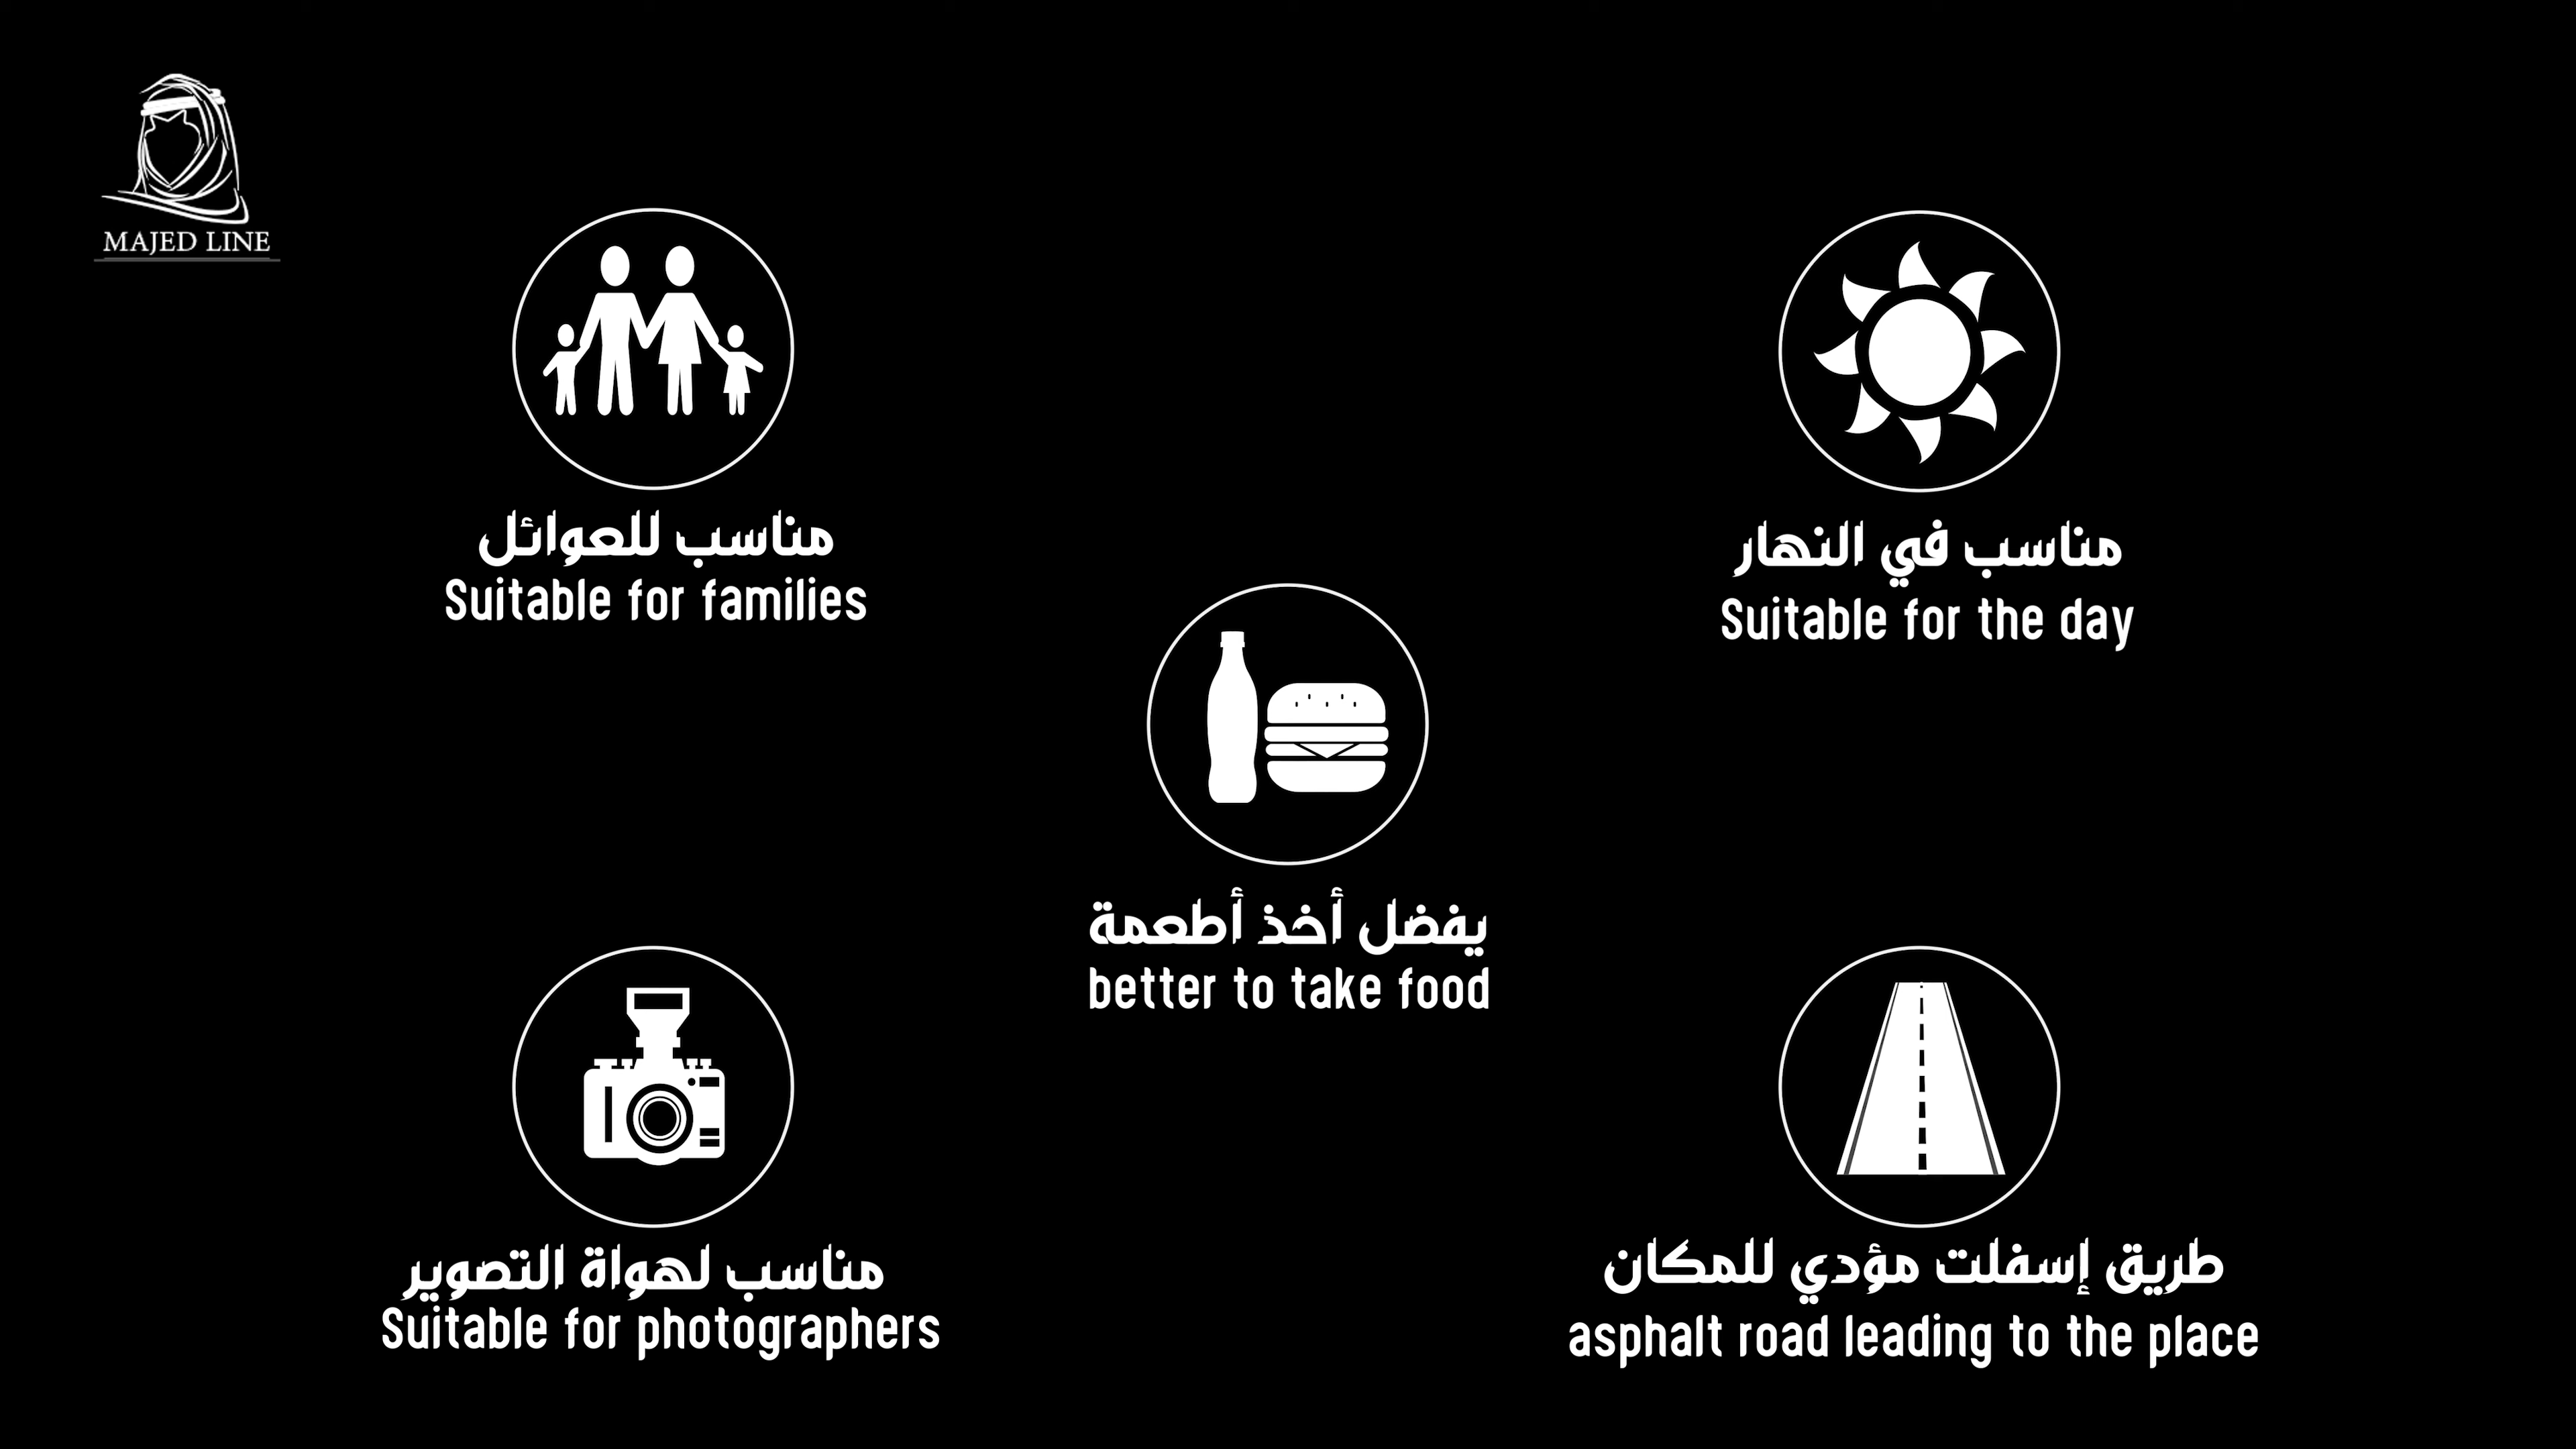 MAJED LINE
مناسب للعوائل
Suitable for families
مناسب في النهار
Suitable for the day
يفضل أخذ أطعمة
better to take food
مناسب لهواة التصوير
Suitable for photographers
طريق إسفلت مؤدي للمكان
asphalt road leading to the place